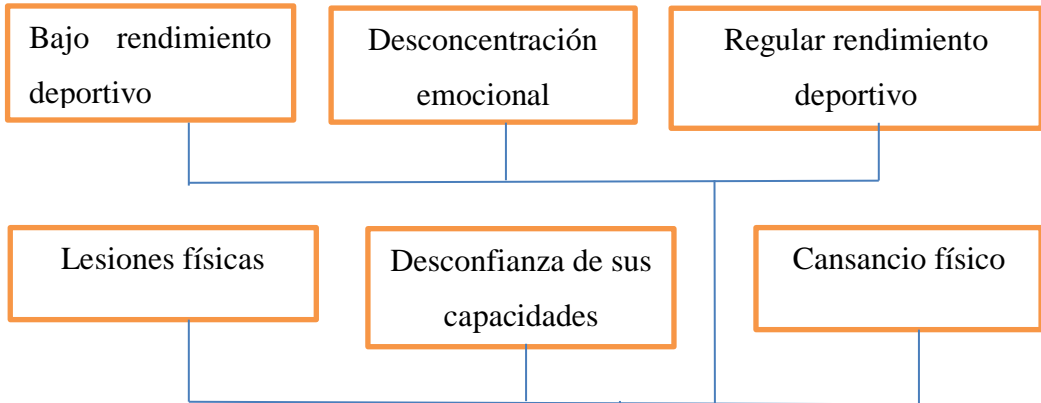 Bajo rendimiento
deportivo
Desconcentración
emocional
Regular rendimiento
deportivo
Lesiones físicas
Desconfianza de sus
capacidades
Cansancio físico